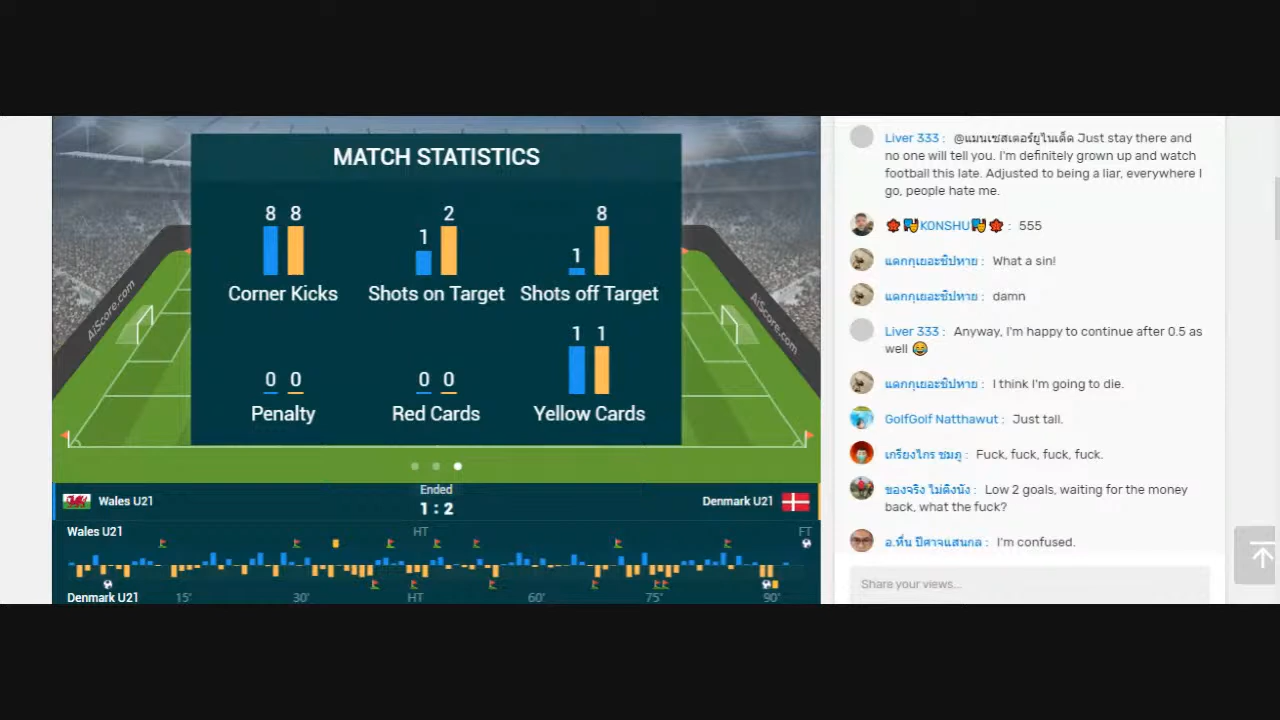 MATCH STATISTICS
8 8
1 2
1 8
Corner Kicks
Shots on Target
Shots off Target
0 0
0 0
1 1
Penalty
Red Cards
Yellow Cards
AiScore.com
AiScore.com
Wales U21
Ended
1 : 2
Denmark U21
Wales U21
HT
FT
Denmark U21
15'
30'
HT
60'
75'
90'
Liver 333 : @แมนเชสเตอร์ยูไนเต็ด Just stay there and
no one will tell you. I'm definitely grown up and watch
football this late. Adjusted to being a liar, everywhere I
go, people hate me.
KONSHU : 555
แดกกุเยอะชิปหาย : What a sin!
แดกกุเยอะชิปหาย : damn
Liver 333 : Anyway, I'm happy to continue after 0.5 as
well 😂
แดกกุเยอะชิปหาย : I think I'm going to die.
GolfGolf Natthawut : Just tall.
เกรียงไกร ชมภู : Fuck, fuck, fuck, fuck.
ของจริง ไม่ติงนัง : Low 2 goals, waiting for the money
back, what the fuck?
อ.หื่น ปีศาจแสนกล : I'm confused.
Share your views...